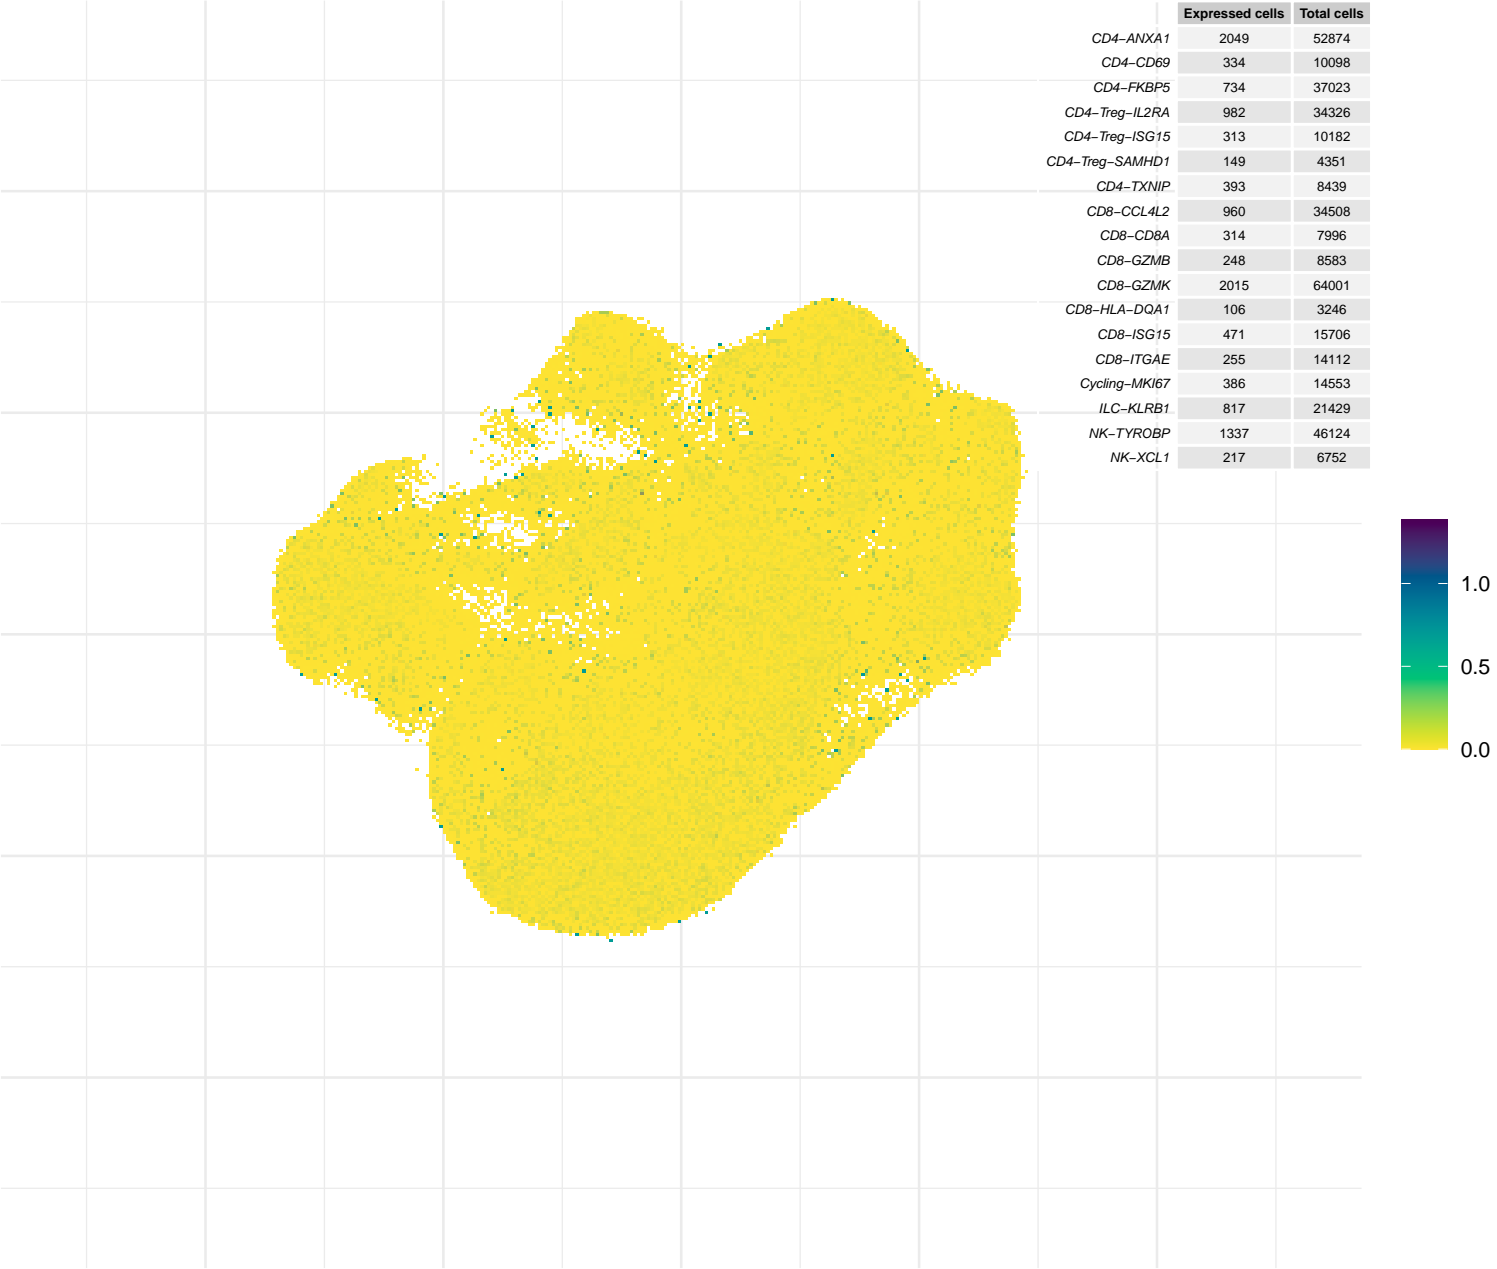 Expressed cells Total cells
CD4−ANXA1 2049 52874
CD4−CD69 334 10098
CD4−FKBP5 734 37023
CD4−Treg−IL2RA 982 34326
CD4−Treg−ISG15 313 10182
CD4−Treg−SAMHD1 149 4351
CD4−TXNIP 393 8439
CD8−CCL4L2 960 34508
CD8−CD8A 314 7996
CD8−GZMB 248 8583
CD8−GZMK 2015 64001
CD8−HLA−DQA1 106 3246
CD8−ISG15 471 15706
CD8−ITGAE 255 14112
Cycling−MKI67 386 14553
ILC−KLRB1 817 21429
NK−TYROBP 1337 46124
NK−XCL1 217 6752
1.0
0.5
0.0